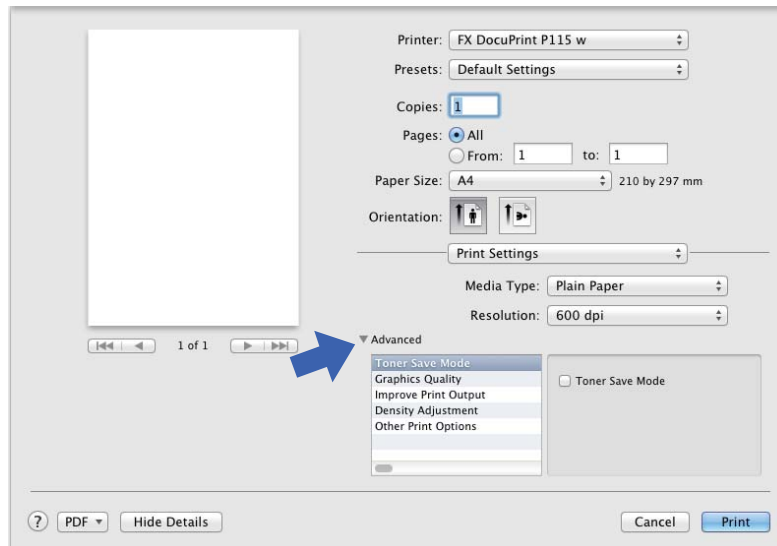 Printer: FX DocuPrint P115 w
Presets: Default Settings
Copies: 1
Pages: All
From: 1 to: 1
Paper Size: A4 210 by 297 mm
Orientation:
Print Settings
Media Type: Plain Paper
Resolution: 600 dpi
1 of 1
Advanced
Toner Save Mode
Graphics Quality
Improve Print Output
Density Adjustment
Other Print Options
Toner Save Mode
? PDF Hide Details Cancel Print